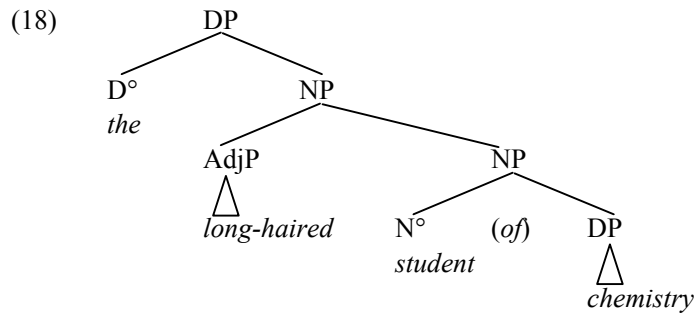 (18) DP
D° NP
the
AdjP NP
long-haired N° (of) DP
student
chemistry